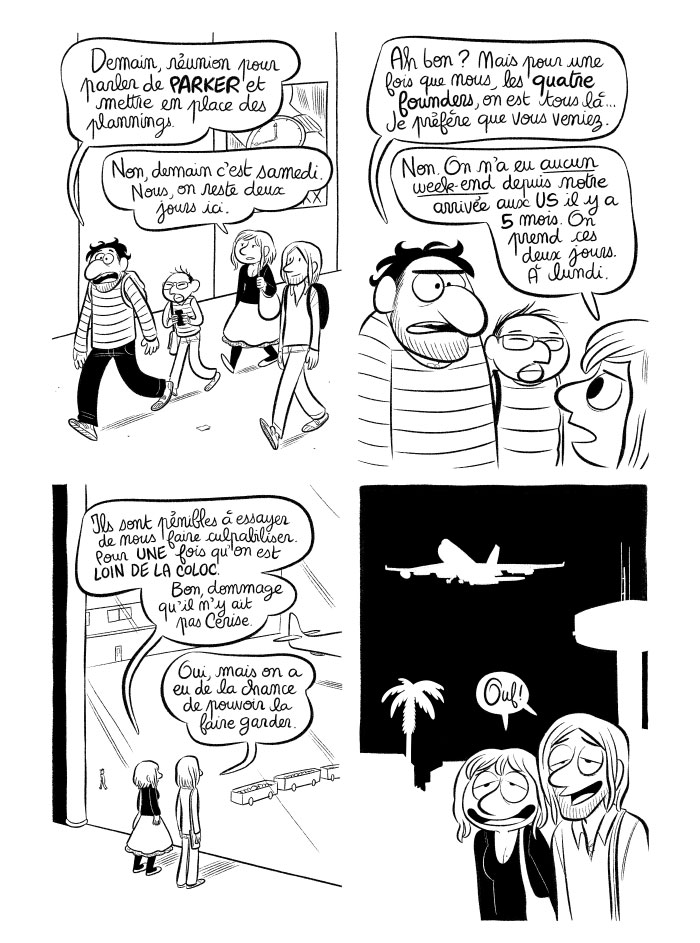 Demain, réunion pour
parler de PARKER et
mettre en place des
plannings.
Non, demain c'est samedi.
Nous, on reste deux
jours ici.
Ah bon ? Mais pour une
fois que nous, les quatre
founders, on est tous là...
Je préfère que vous veniez.
Non. On n'a eu aucun
week-end depuis notre
arrivée aux US il y a
5 mois. On
prend ces
deux jours.
À lundi.
Ils sont pénibles à essayer
de nous faire culpabiliser.
Pour UNE fois qu'on est
LOIN DE LA COLOC.
Bon, dommage
qu'il n'y ait
pas Cerise.
Oui, mais on a
eu de la chance
de pouvoir la
faire garder.
Ouf!